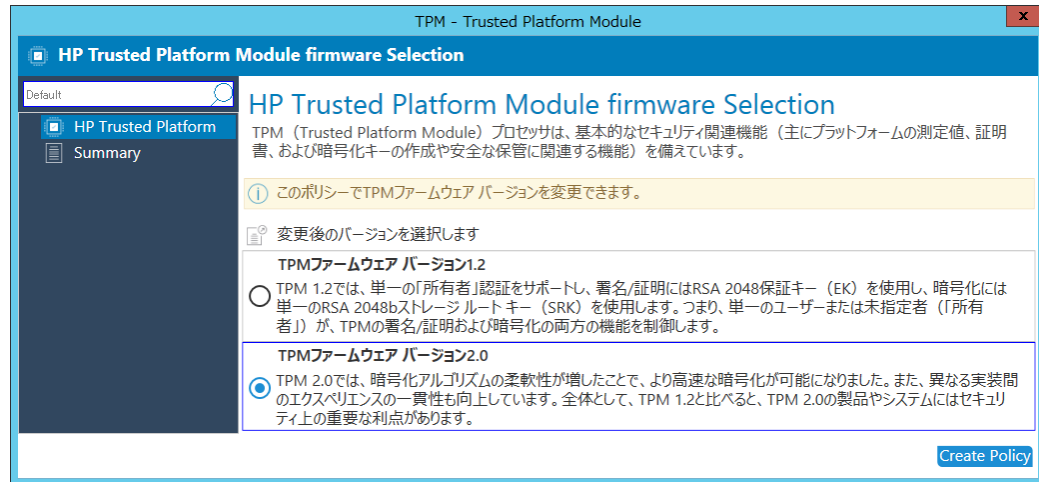 TPM - Trusted Platform Module
x
HP Trusted Platform Module firmware Selection
Default
HP Trusted Platform
Summary
HP Trusted Platform Module firmware Selection
TPM（Trusted Platform Module）プロセッサは、基本的なセキュリティ関連機能（主にプラットフォームの測定値、証明
書、および暗号化キーの作成や安全な保管に関連する機能）を備えています。
このポリシーでTPMファームウェア バージョンを変更できます。
変更後のバージョンを選択します
TPMファームウエア バージョン1.2
TPM 1.2では、単一の「所有者」認証をサポートし、署名/証明にはRSA 2048保証キー（EK）を使用し、暗号化には
単一のRSA 2048bストレージ ルート キー（SRK）を使用します。つまり、単一のユーザーまたは未指定者（「所有
者」）が、TPMの署名/証明および暗号化の両方の機能を制御します。
TPMファームウエア バージョン2.0
TPM 2.0では、暗号化アルゴリズムの柔軟性が増したことで、より高速な暗号化が可能になりました。また、異なる実装間
のエクスペリエンスの一貫性も向上しています。全体として、TPM 1.2と比べると、TPM 2.0の製品やシステムにはセキュリ
ティ上の重要な利点があります。
Create Policy